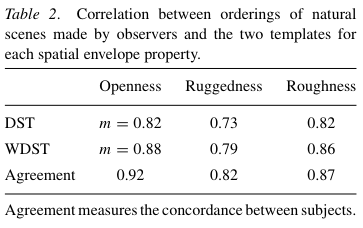 Table 2. Correlation between orderings of natural
scenes made by observers and the two templates for
each spatial envelope property.
Openness Ruggedness Roughness
DST m = 0.82 0.73 0.82
WDST m = 0.88 0.79 0.86
Agreement 0.92 0.82 0.87
Agreement measures the concordance between subjects.